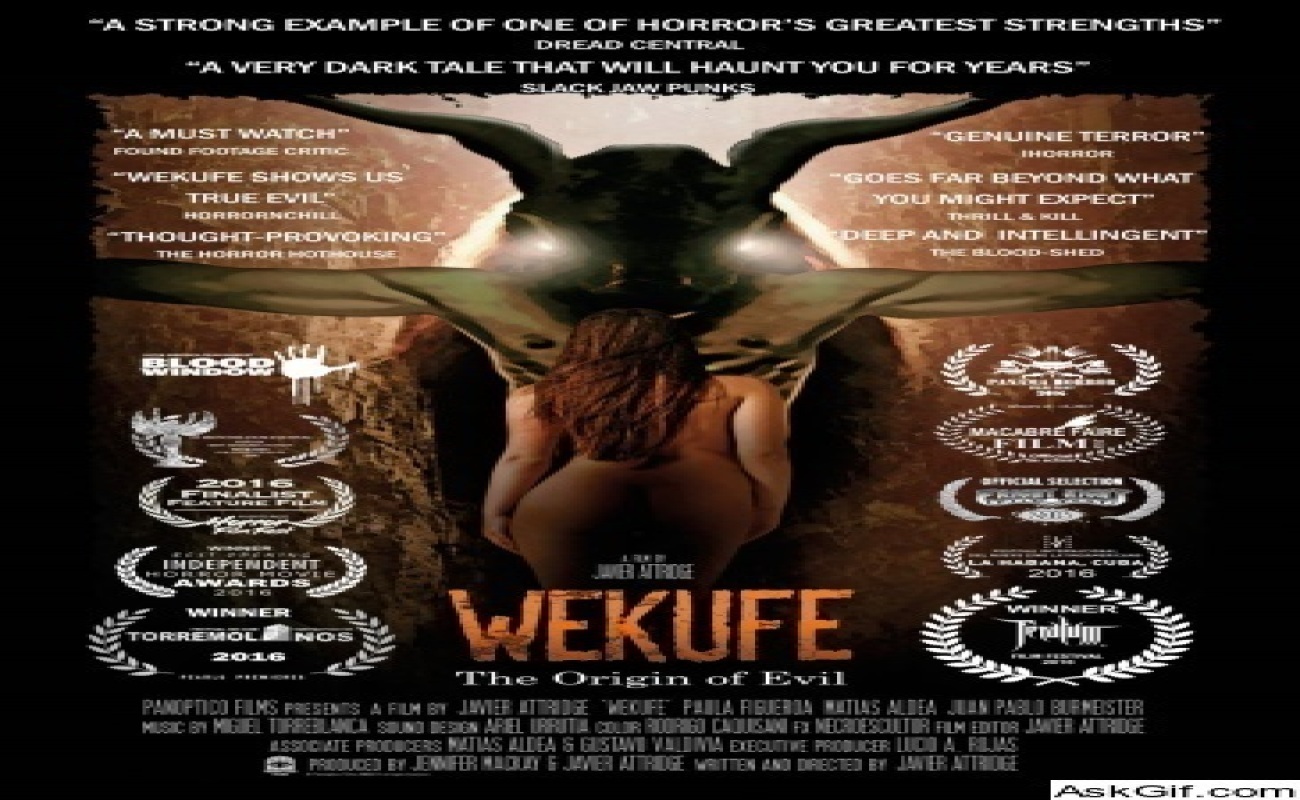 "A STRONG EXAMPLE OF ONE OF HORROR'S GREATEST STRENGTHS"
DREAD CENTRAL
"A VERY DARK TALE THAT WILL HAUNT YOU FOR YEARS"
SLACK JAW PUNKS
"A MUST WATCH"
FOUND FOOTAGE CRITIC
"WEKUFE SHOWS US
TRUE EVIL"
HORRORNCHILL
"THOUGHT-PROVOKING"
THE HORROR HOTHOUSE
"GENUINE TERROR"
IHORROR
"GOES FAR BEYOND WHAT
YOU MIGHT EXPECT"
THRILL & KILL
"DEEP AND INTELLINGENT"
THE BLOOD-SHED
BLOOD
WINDOW
2016
FINALIST
FEATURE FILM
WINNER
INDEPENDENT
HORROR MOVIE
AWARDS
2016
WINNER
TORREMOLINOS
2016
MACABRE FAIRE
FILM
OFFICIAL SELECTION
LA HABANA, CUBA
2016
WINNER
FILM FESTIVAL
A FILM BY
JAVIER ATTRIDGE
WEKUFE
The Origin of Evil
PANOPTICO FILMS PRESENTS A FILM BY JAVIER ATTRIDGE "WEKUFE" PAULA FIGUEROA MATIAS ALDEA JUAN PABLO BURMEISTER
MUSIC BY MIGUEL TORREBLANCA SOUND DESIGN ARIEL URRUTIA COLOR RODRIGO CAQUISANI FX NECROESCULTOR FILM EDITOR JAVIER ATTRIDGE
ASSOCIATE PRODUCERS MATIAS ALDEA & GUSTAVO VALDIVIA EXECUTIVE PRODUCER LUCIO A. ROJAS
PRODUCED BY JENNIFER MACKAY & JAVIER ATTRIDGE WRITTEN AND DIRECTED BY JAVIER ATTRIDGE
AskGif.com